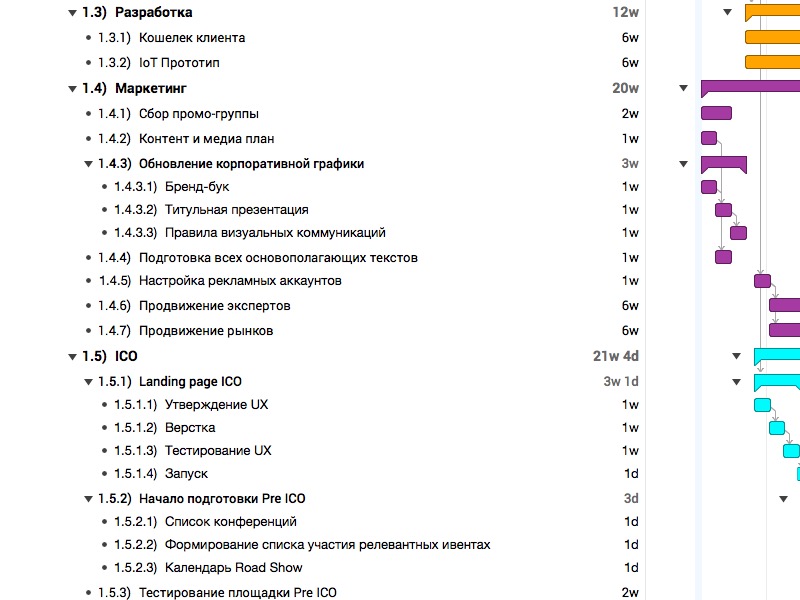 1.3) Разработка 12w
1.3.1) Кошелек клиента 6w
1.3.2) IoT Прототип 6w
1.4) Маркетинг 20w
1.4.1) Сбор промо-группы 2w
1.4.2) Контент и медиа план 1w
1.4.3) Обновление корпоративной графики 3w
1.4.3.1) Бренд-бук 1w
1.4.3.2) Титульная презентация 1w
1.4.3.3) Правила визуальных коммуникаций 1w
1.4.4) Подготовка всех основополагающих текстов 1w
1.4.5) Настройка рекламных аккаунтов 1w
1.4.6) Продвижение экспертов 6w
1.4.7) Продвижение рынков 6w
1.5) ICO 21w 4d
1.5.1) Landing page ICO 3w 1d
1.5.1.1) Утверждение UX 1w
1.5.1.2) Верстка 1w
1.5.1.3) Тестирование UX 1w
1.5.1.4) Запуск 1d
1.5.2) Начало подготовки Pre ICO 3d
1.5.2.1) Список конференций 1d
1.5.2.2) Формирование списка участия релевантных ивентах 1d
1.5.2.3) Календарь Road Show 1d
1.5.3) Тестирование площадки Pre ICO 2w